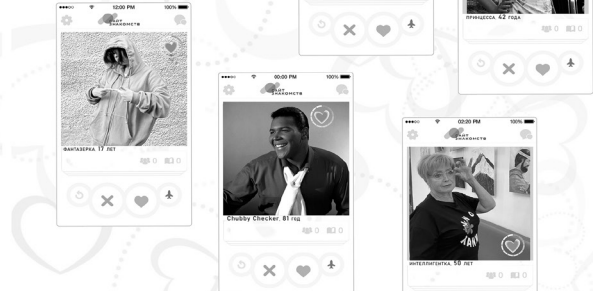 12:00 PM
100%
САЙТ
ЗНАКОМСТВ
ФАНТАЗЕРКА 17 ЛЕТ
0 0
00:00 PM
100%
САЙТ
ЗНАКОМСТВ
Chubby Checker, 81 год
0 0
ПРИНЦЕССА 42 ГОДА
0 0
02:20 PM
100%
САЙТ
ЗНАКОМСТВ
ИНТЕЛЛИГЕНТКА, 50 ЛЕТ
0 0